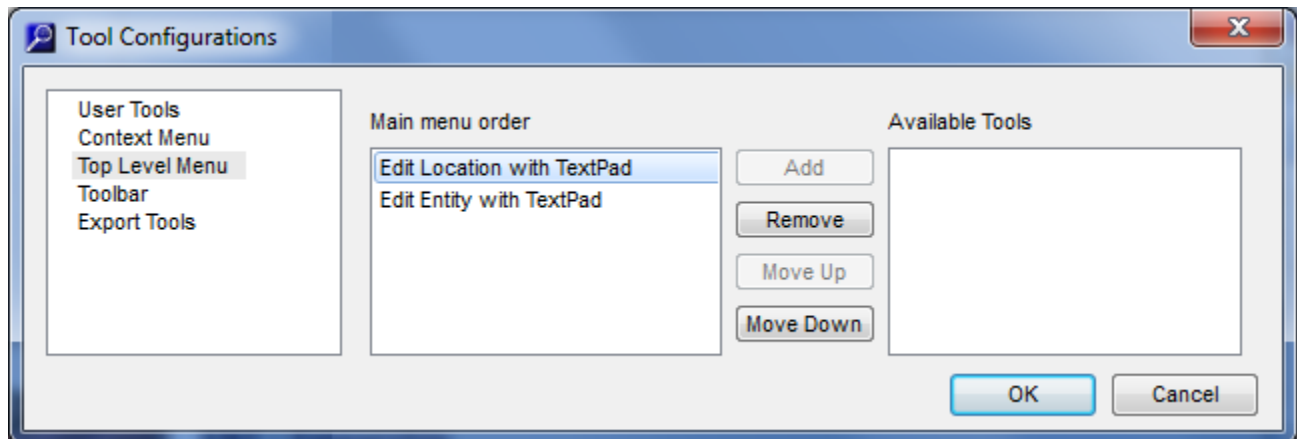 Tool Configurations
User Tools
Context Menu
Top Level Menu
Toolbar
Export Tools
Main menu order
Edit Location with TextPad
Edit Entity with TextPad
Add
Remove
Move Up
Move Down
Available Tools
OK
Cancel